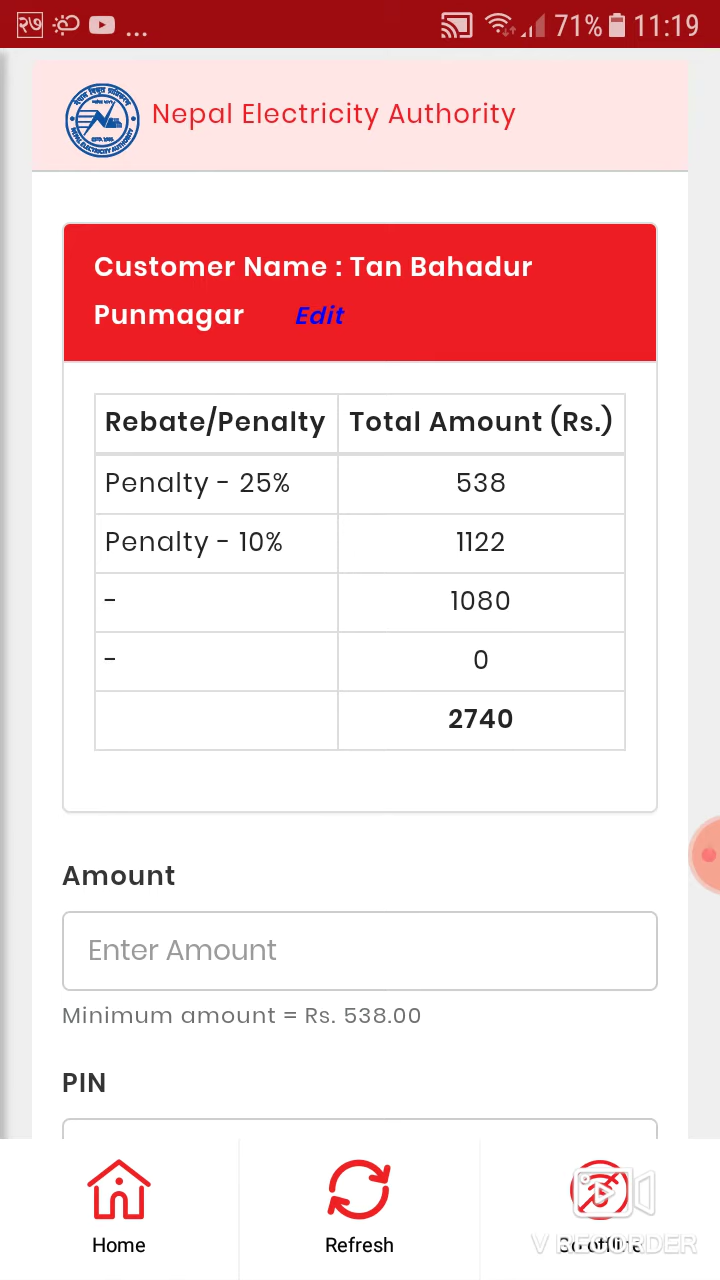 २७ ... 71% 11:19
Nepal Electricity Authority
Customer Name : Tan Bahadur
Punmagar Edit
Rebate/Penalty Total Amount (Rs.)
Penalty - 25% 538
Penalty - 10% 1122
- 1080
- 0
2740
Amount
Enter Amount
Minimum amount = Rs. 538.00
PIN
Home Refresh Go offline
V RECORDER